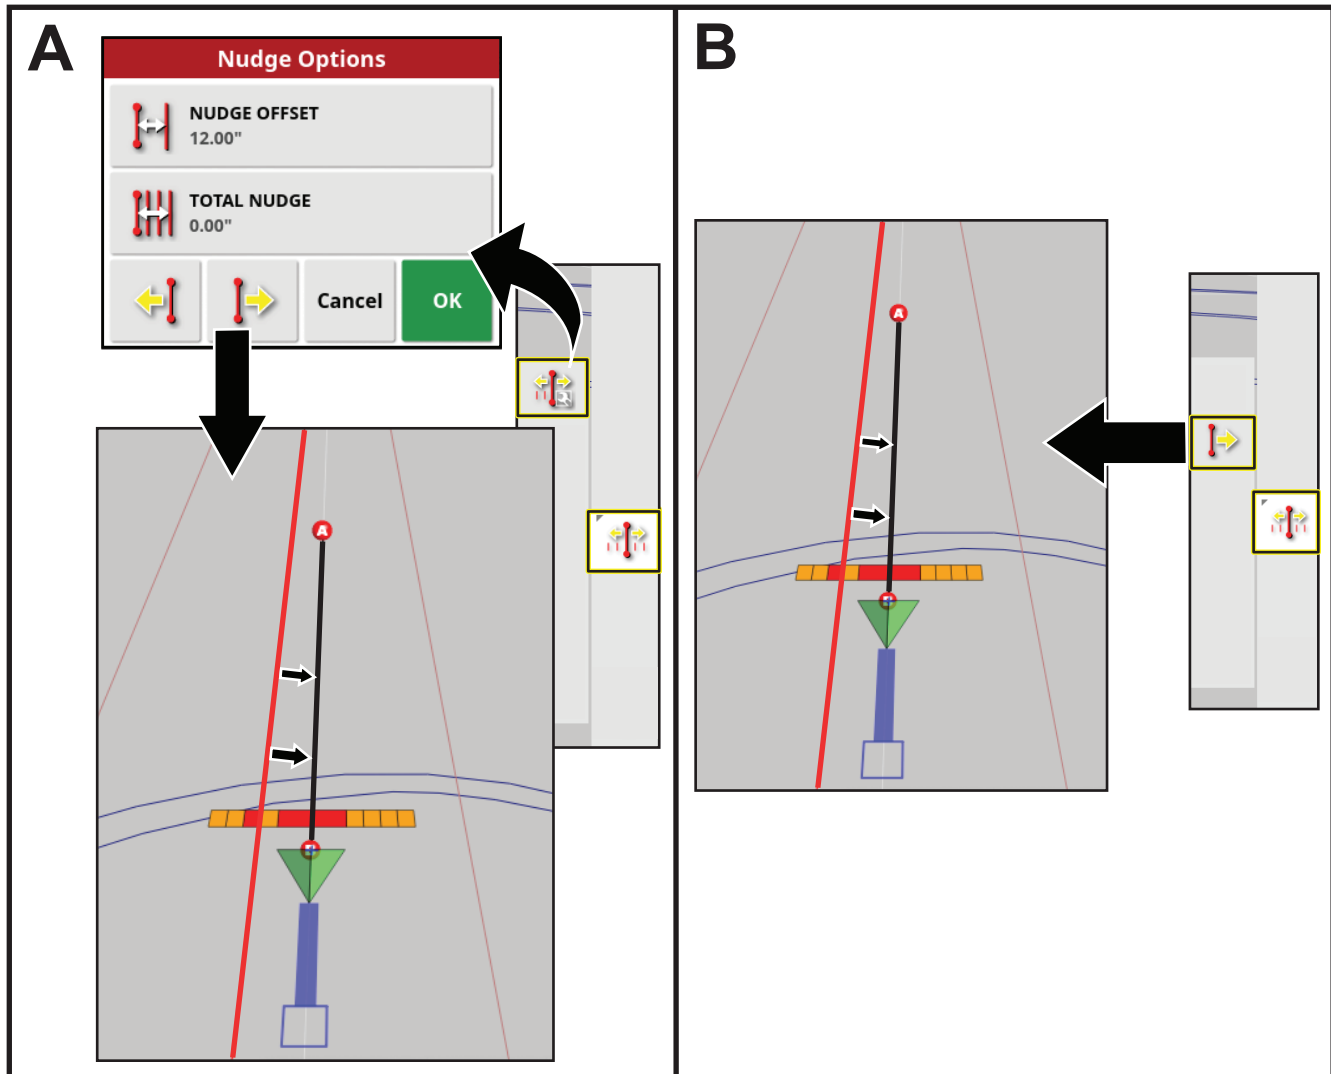 A
Nudge Options
NUDGE OFFSET
12.00"
TOTAL NUDGE
0.00"
Cancel
OK
A
B
A